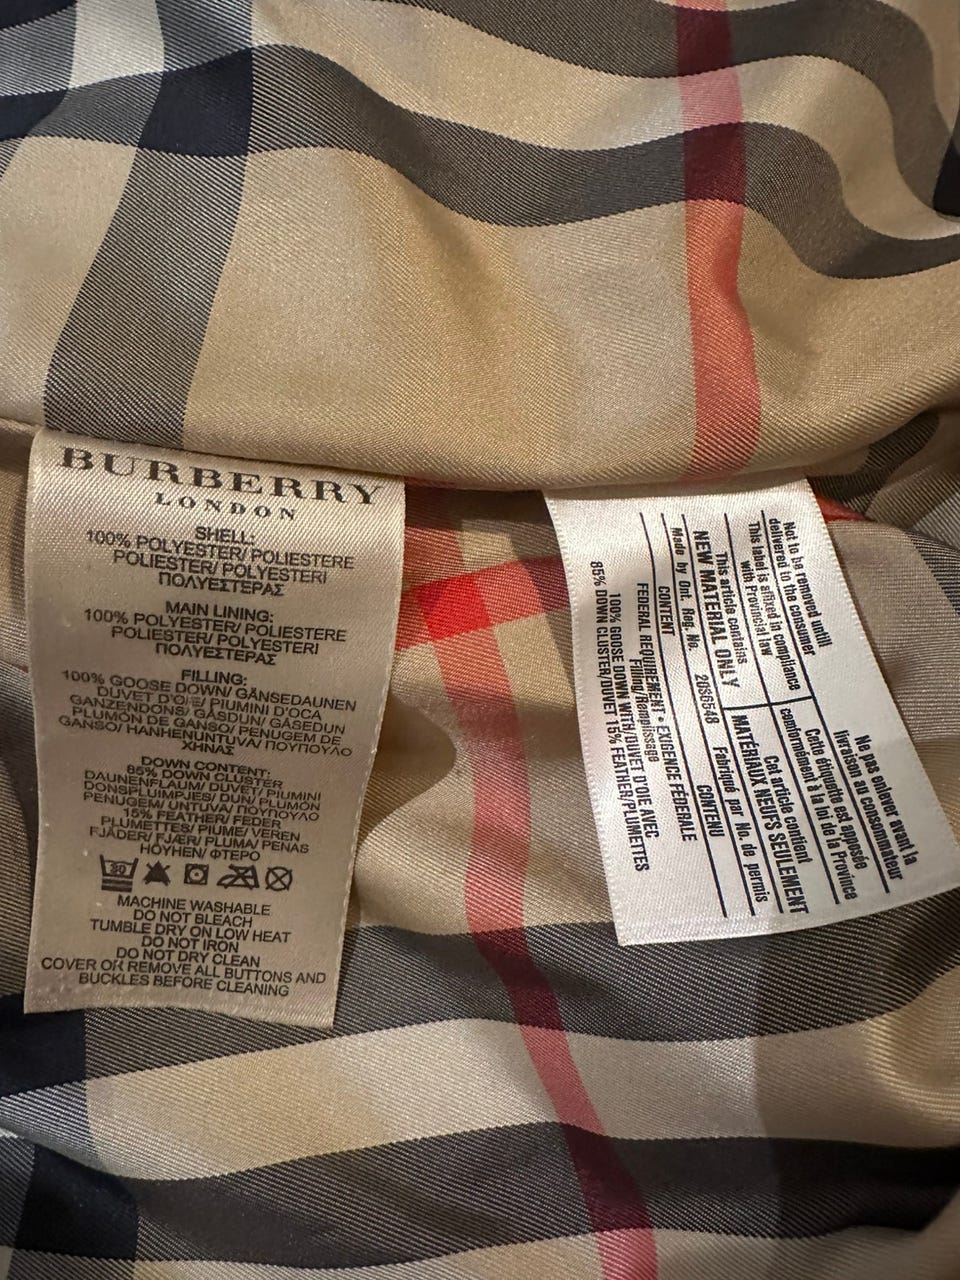 BURBERRY
LONDON
SHELL:
100% POLYESTER/ POLIESTERE
POLIESTER/ POLYESTERI
ΠΟΛΥΕΣΤΕΡΑΣ
MAIN LINING:
100% POLYESTER/ POLIESTERE
POLIESTER/ POLYESTERI
ΠΟΛΥΕΣΤΕΡΑΣ
FILLING:
100% GOOSE DOWN/ GÄNSEDAUNEN
DUVET D'OIE/ PIUMINI D'OCA
GANZENDONS/ GÅSDUN/ GÅSEDUN
PLUMÓN DE GANSO/ PENUGEM DE
GANSO/ HANHENUNTUVA/ ΠΟΥΠΟΥΛΟ
ΧΗΝΑΣ
DOWN CONTENT:
85% DOWN CLUSTER
DAUNENFLAUM/ DUVET/ PIUMINI
DONSPLUIMPJES/ DUN/ PLUMÓN
PENUGEM/ UNTUVA/ ΠΟΥΠΟΥΛΟ
15% FEATHER/ FEDER
PLUMETTES/ PIUME/ VEREN
FJÄDER/ FJÆR/ PLUMA/ PENAS
HÖYHEN/ ΦΤΕΡΟ
30
MACHINE WASHABLE
DO NOT BLEACH
TUMBLE DRY ON LOW HEAT
DO NOT IRON
DO NOT DRY CLEAN
COVER OR REMOVE ALL BUTTONS AND
BUCKLES BEFORE CLEANING
Not to be removed untill
delivered to the consumer
This label is affixed in compliance
with Provincial law
This article contains
NEW MATERIAL ONLY
Made by Ont. Reg. No. 20S6548
CONTENT
Ne pas enlever avant la
livraison au consommateur
Cette étiquette est apposée
conformément à la loi de la Province
Cet article contient
MATÉRIAUX NEUFS SEULEMENT
Fabriqué par No. de permis
CONTENU
FEDERAL REQUIREMENT • EXIGENCE FÉDERALE
Filling/Remplissage
100% GOOSE DOWN WITH/DUVET D'OIE AVEC
85% DOWN CLUSTER/DUVET 15% FEATHER/PLUMETTES